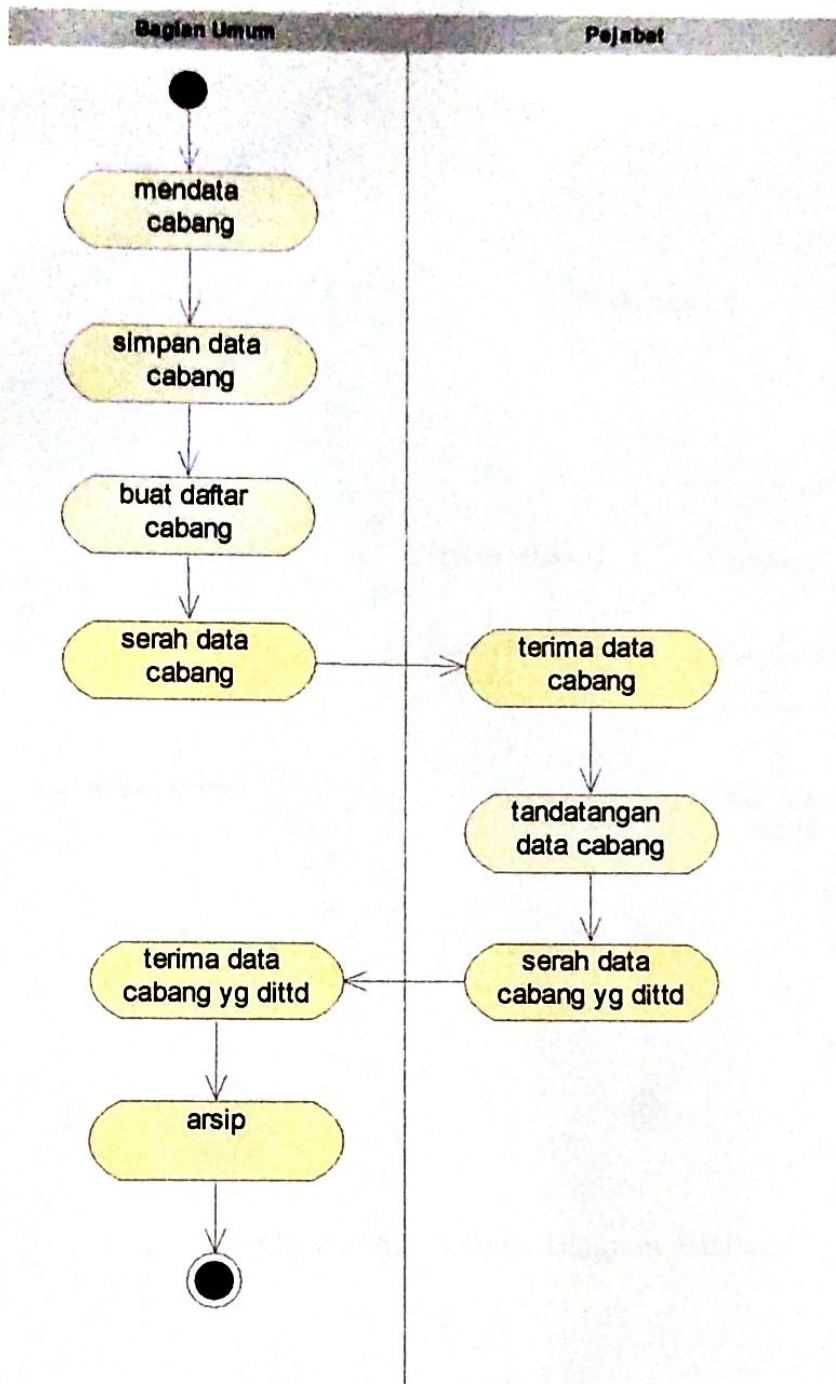 Bagian Umum
Pejabat
mendata
cabang
simpan data
cabang
buat daftar
cabang
serah data
cabang
terima data
cabang
tandatangan
data cabang
serah data
cabang yg dittd
terima data
cabang yg dittd
arsip